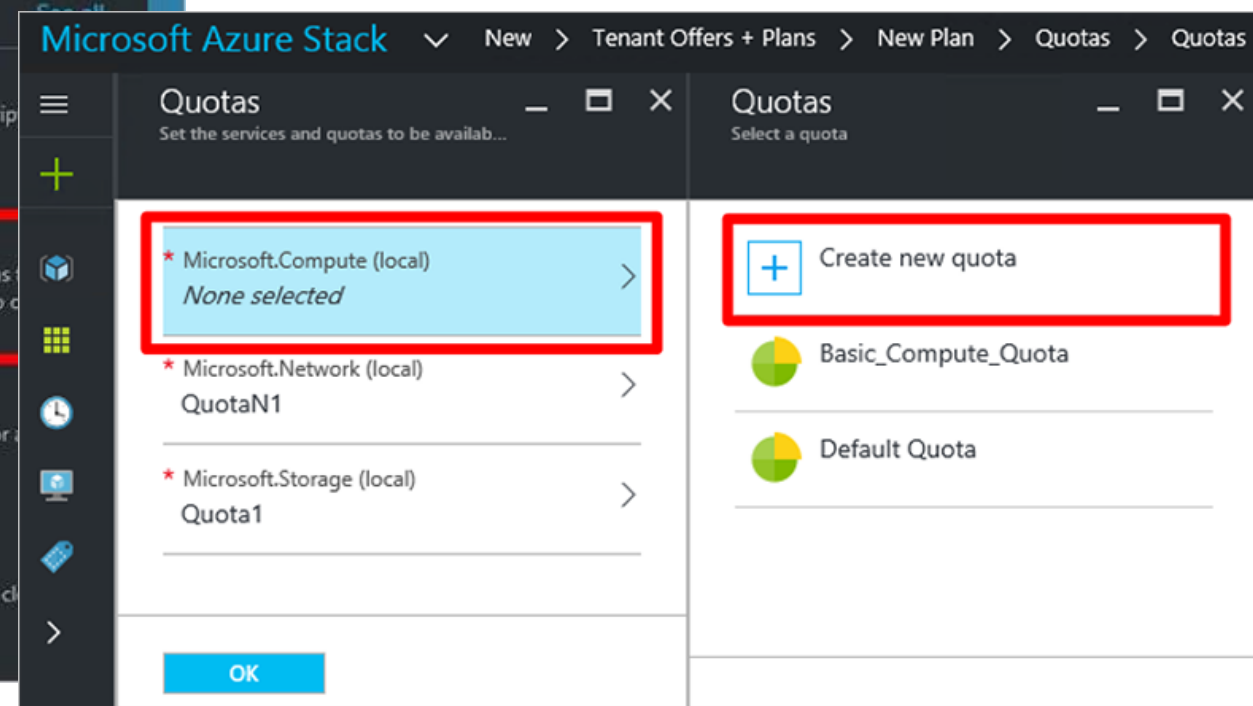 See all
Microsoft Azure Stack New > Tenant Offers + Plans > New Plan > Quotas > Quotas
Quotas
Set the services and quotas to be availab...
* Microsoft.Compute (local)
None selected
* Microsoft.Network (local)
QuotaN1
* Microsoft.Storage (local)
Quota1
OK
Quotas
Select a quota
Create new quota
Basic_Compute_Quota
Default Quota